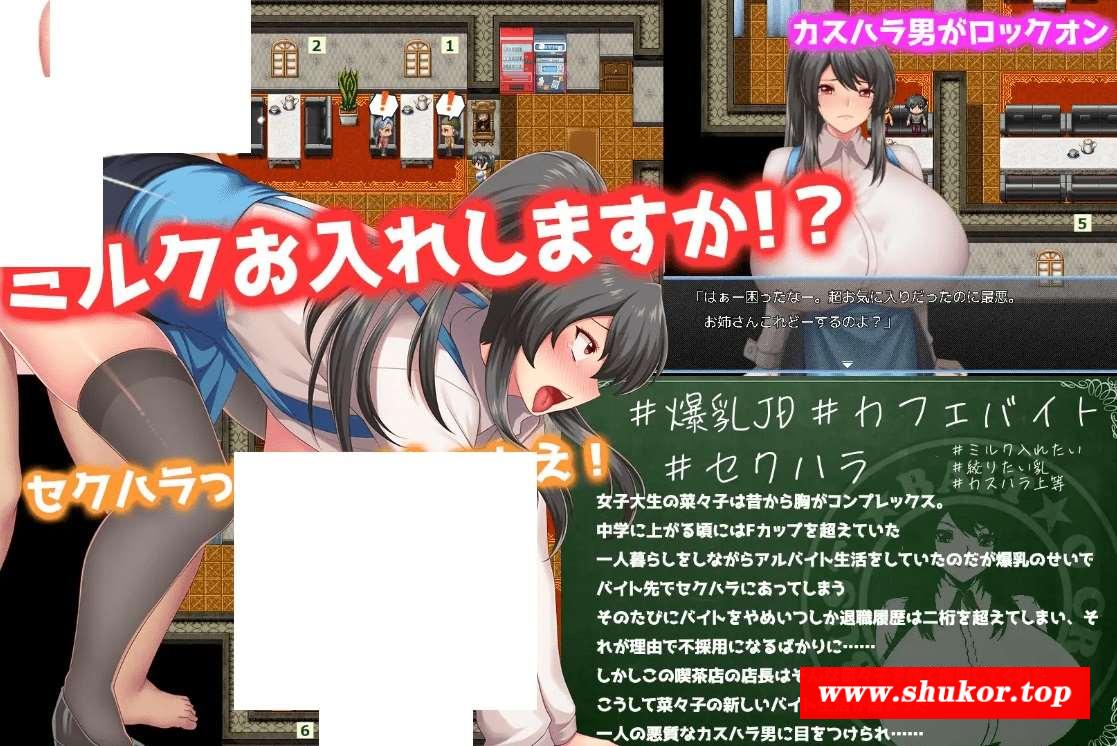 2
1
カスハラ男がロックオン
ミルクお入れしますか!?
5
「はぁー困ったなー。超お気に入りだったのに最悪。
お姉さんこれどーするのよ?」
#爆乳JD #カフェバイト
#セクハラ
#ミルク入れたい
#絞りたい乳
#カスハラ上等
セクハラっ
え!
女子大生の菜々子は昔から胸がコンプレックス。
中学に上がる頃にはFカップを超えていた
一人暮らしをしながらアルバイト生活をしていたのだが爆乳のせいで
バイト先でセクハラにあってしまう
そのたびにバイトをやめいつしか退職履歴は二桁を超えてしまい、そ
れが理由で不採用になるばかりに……
しかしこの喫茶店の店長はそ
こうして菜々子の新しいバイ
一人の悪質なカスハラ男に目をつけられ……
www.shukor.top
6